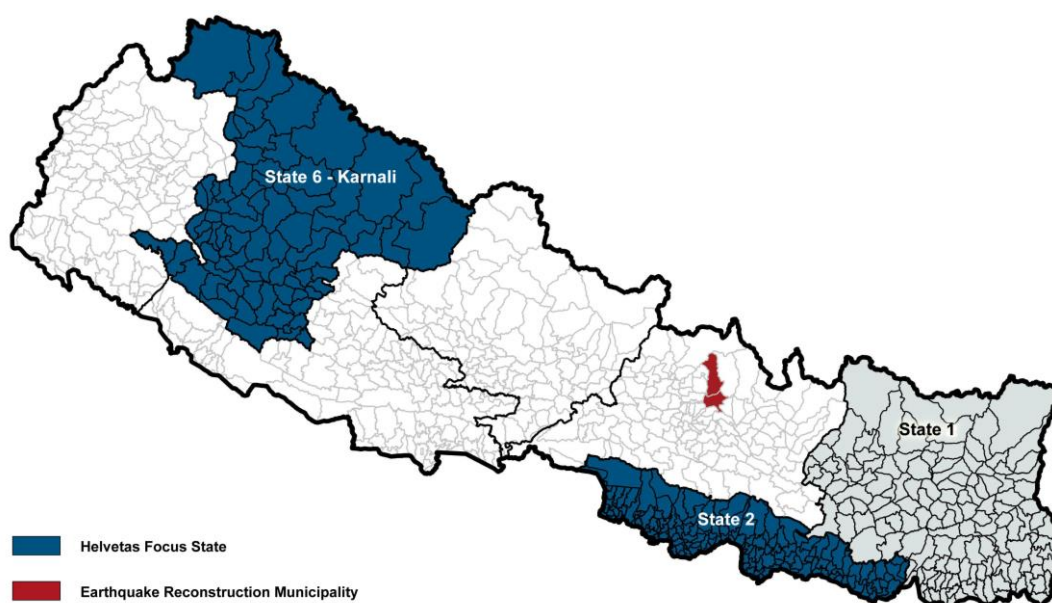 State 6 - Karnali
State 1
State 2
Helvetas Focus State
Earthquake Reconstruction Municipality